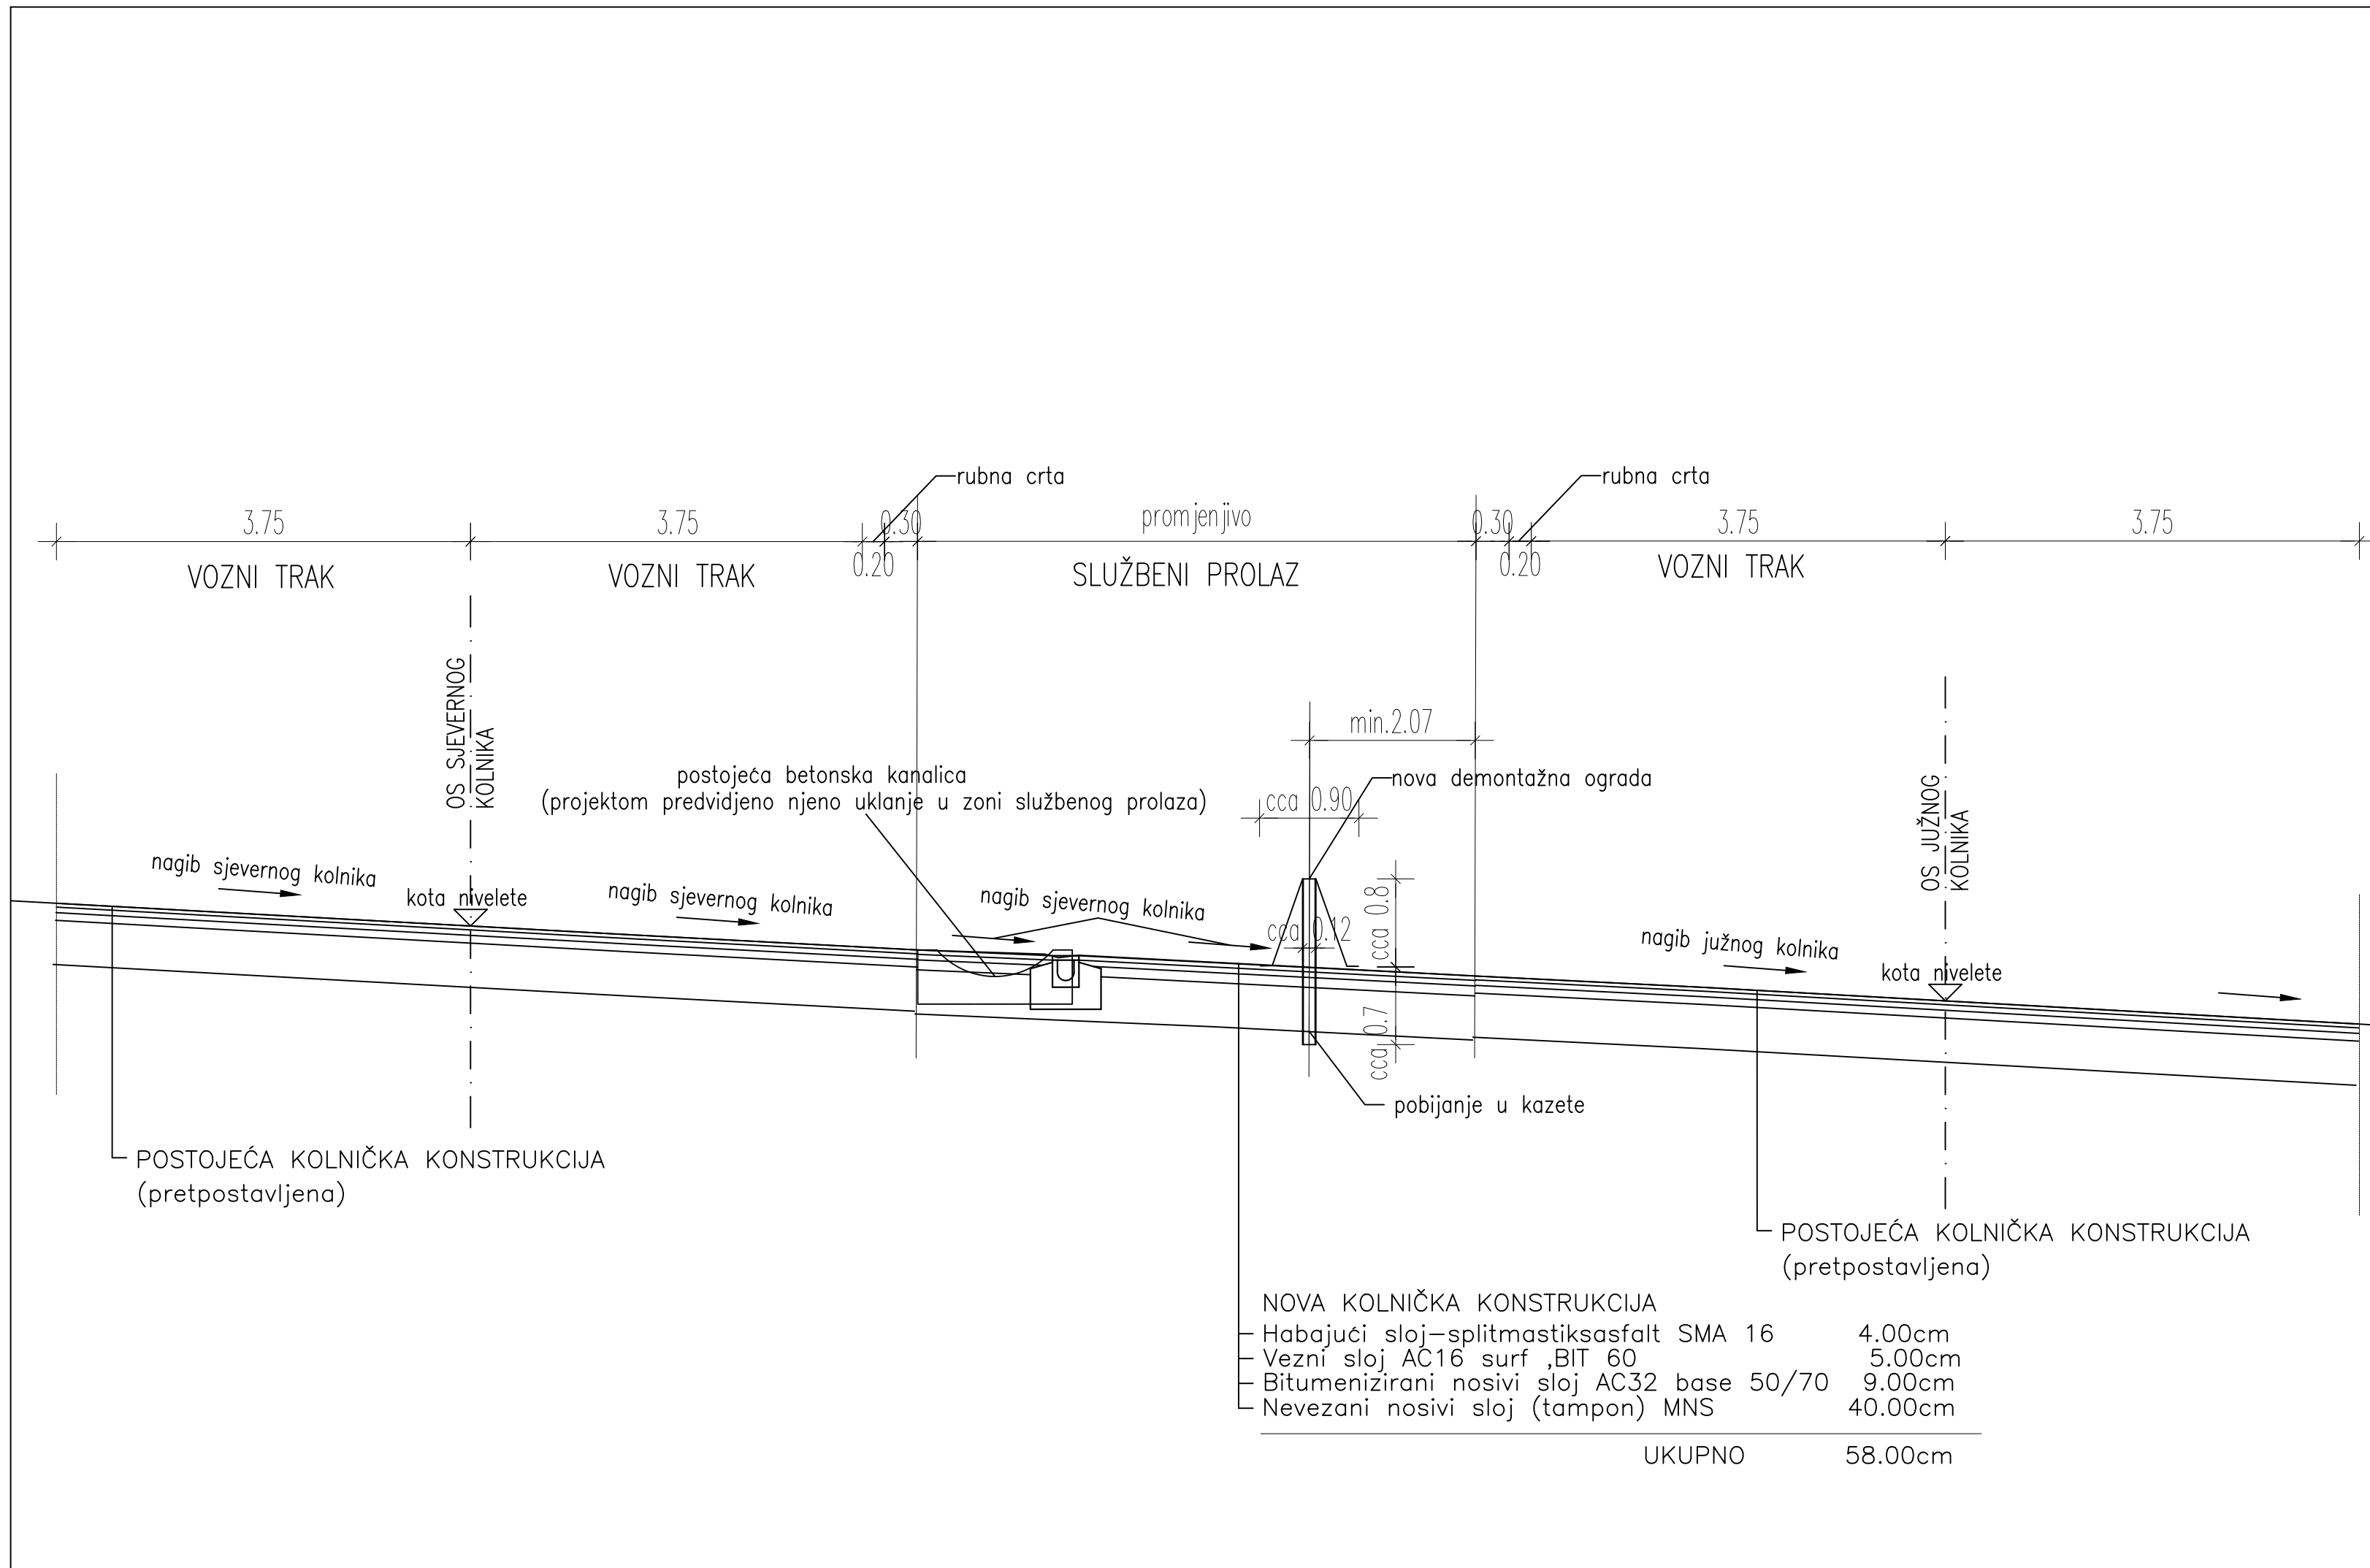 rubna crta
rubna crta
3.75
3.75
0.30
promjenjivo
0.30
3.75
3.75
0.20
0.20
VOZNI TRAK
VOZNI TRAK
SLUŽBENI PROLAZ
VOZNI TRAK
OS SJEVERNOG
KOLNIKA
OS JUŽNOG
KOLNIKA
min.2.07
postojeća betonska kanalica
(projektom predvidjeno njeno uklanje u zoni službenog prolaza)
nova demontažna ograda
cca 0.90
nagib sjevernog kolnika
kota nivelete
nagib sjevernog kolnika
nagib sjevernog kolnika
cca 0.12
cca 0.8
cca 0.7
nagib južnog kolnika
kota nivelete
pobijanje u kazete
POSTOJEĆA KOLNIČKA KONSTRUKCIJA
(pretpostavljena)
POSTOJEĆA KOLNIČKA KONSTRUKCIJA
(pretpostavljena)
NOVA KOLNIČKA KONSTRUKCIJA
Habajući sloj-splitmastiksasfalt SMA 16 4.00cm
Vezni sloj AC16 surf ,BIT 60 5.00cm
Bitumenizirani nosivi sloj AC32 base 50/70 9.00cm
Nevezani nosivi sloj (tampon) MNS 40.00cm
UKUPNO 58.00cm